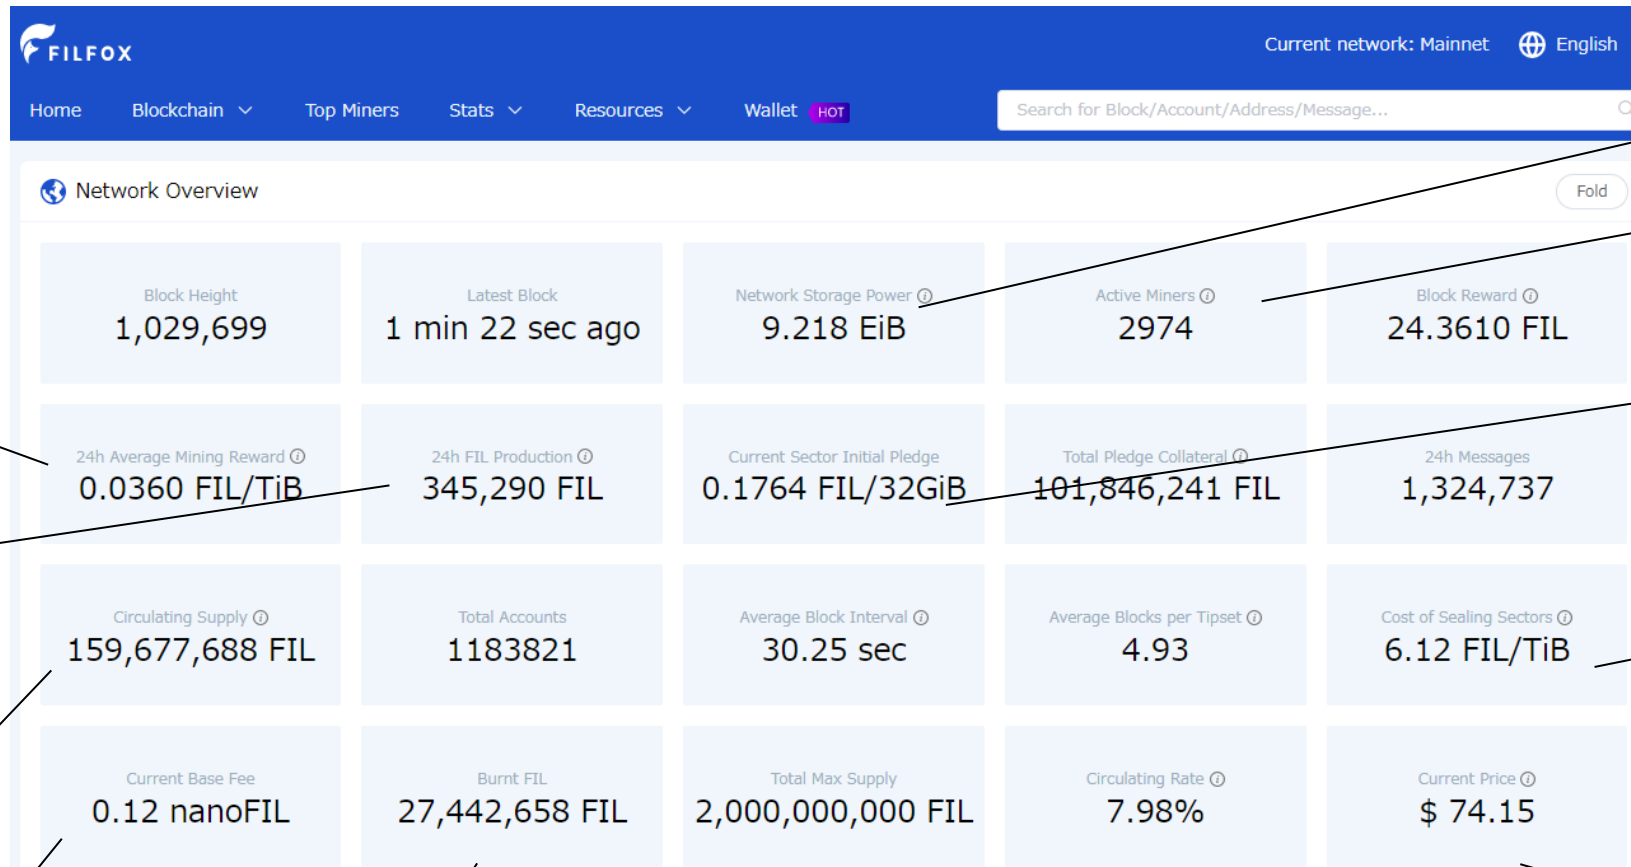 FILFOX
Current network: Mainnet English
Home Blockchain Top Miners Stats Resources Wallet HOT Search for Block/Account/Address/Message...
Network Overview Fold
Block Height Latest Block Network Storage Power Active Miners Block Reward
1,029,699 1 min 22 sec ago 9.218 EiB 2974 24.3610 FIL
24h Average Mining Reward 24h FIL Production Current Sector Initial Pledge Total Pledge Collateral 24h Messages
0.0360 FIL/TiB 345,290 FIL 0.1764 FIL/32GiB 101,846,241 FIL 1,324,737
Circulating Supply Total Accounts Average Block Interval Average Blocks per Tipset Cost of Sealing Sectors
159,677,688 FIL 1183821 30.25 sec 4.93 6.12 FIL/TiB
Current Base Fee Burnt FIL Total Max Supply Circulating Rate Current Price
0.12 nanoFIL 27,442,658 FIL 2,000,000,000 FIL 7.98% $ 74.15